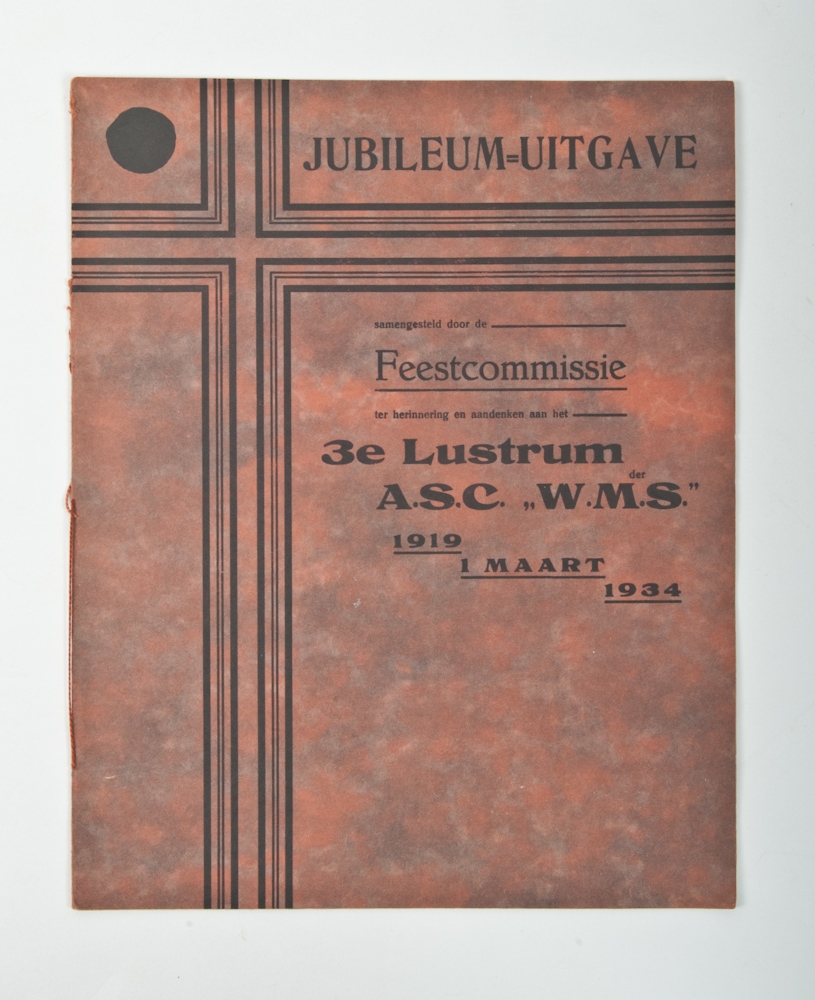 JUBILEUM=UITGAVE
samengesteld door de
Feestcommissie
ter herinnering en aandenken aan het
3e Lustrum
der
A.S.C. „W.M.S.”
1919
1 MAART
1934